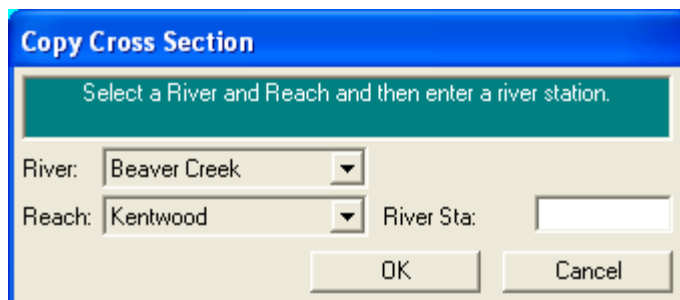 Copy Cross Section
Select a River and Reach and then enter a river station.
River: Beaver Creek
Reach: Kentwood River Sta:
OK Cancel